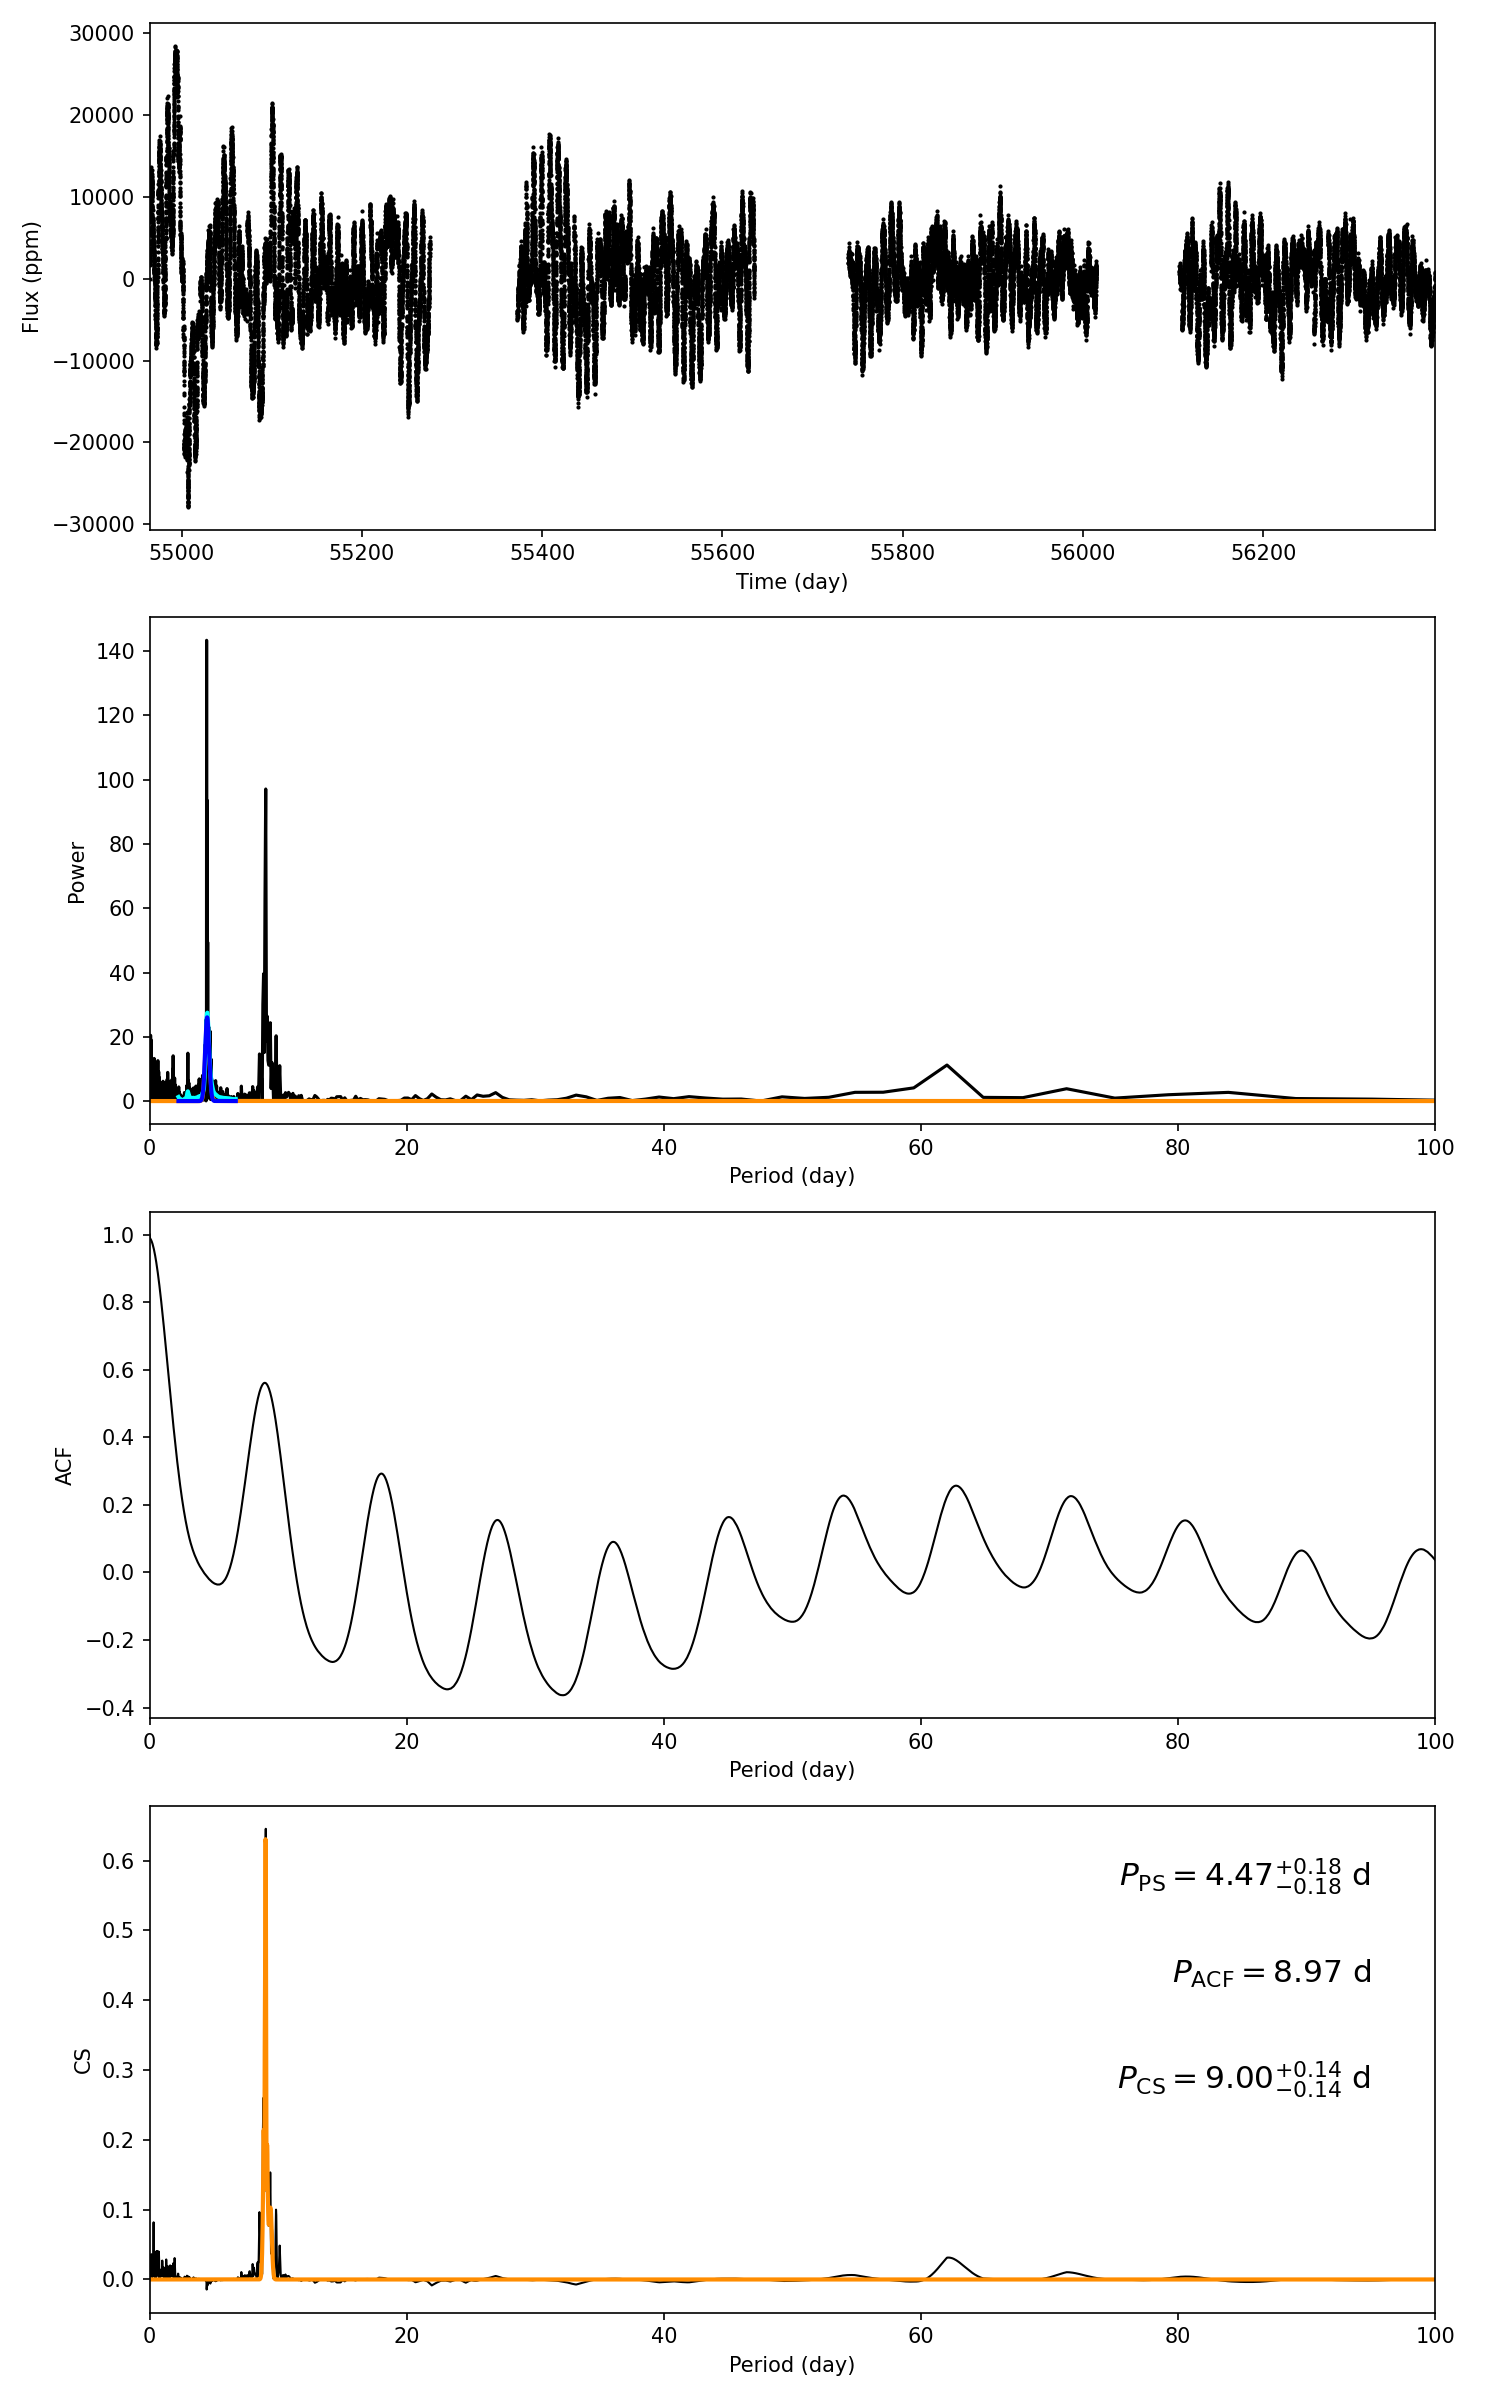 30000
20000
10000
0
−10000
−20000
−30000
Flux (ppm)
55000 55200 55400 55600 55800 56000 56200
Time (day)
140
120
100
80
60
40
20
0
Power
0 20 40 60 80 100
Period (day)
1.0
0.8
0.6
0.4
0.2
0.0
−0.2
−0.4
ACF
0 20 40 60 80 100
Period (day)
0.6
0.5
0.4
0.3
0.2
0.1
0.0
CS
P_PS = 4.47^{+0.18}_{−0.18} d
P_ACF = 8.97 d
P_CS = 9.00^{+0.14}_{−0.14} d
0 20 40 60 80 100
Period (day)